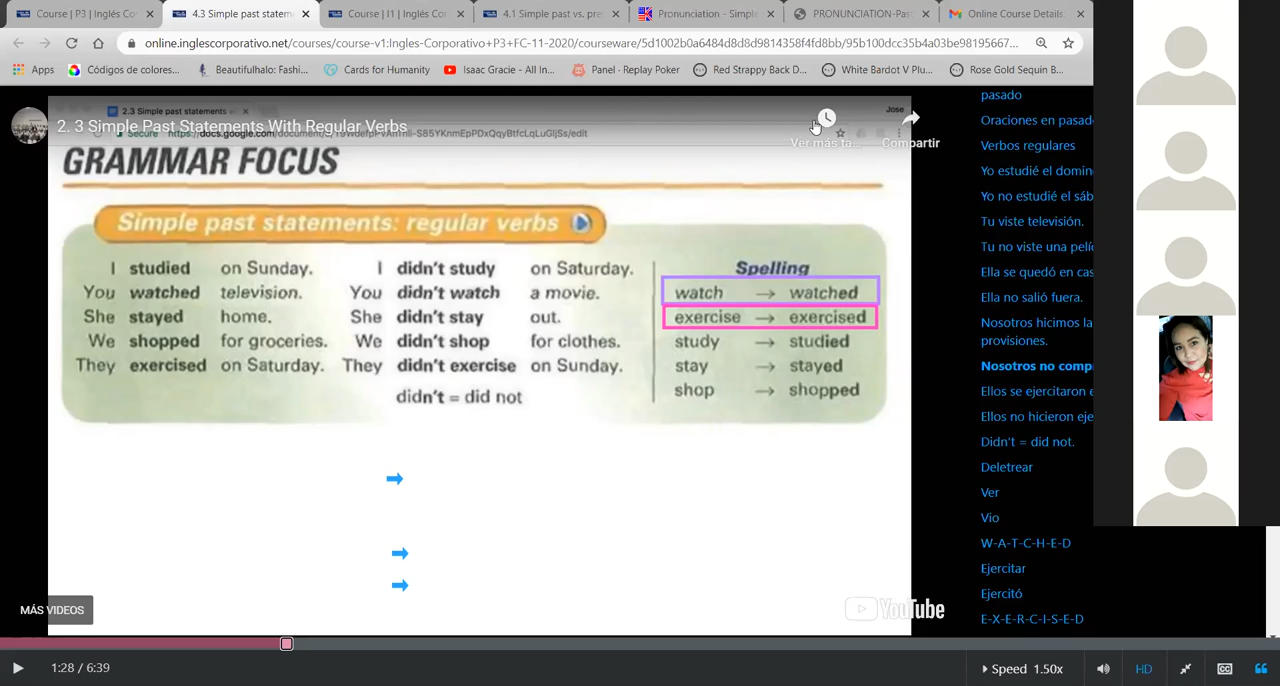 Course | P3 | Inglés Co
4.3 Simple past statem
Course | I1 | Inglés Con
4.1 Simple past vs. pre
Pronunciation - Simple
PRONUNCIATION-Pas
Online Course Details:
online.inglescorporativo.net/courses/course-v1:Ingles-Corporativo+P3+FC-11-2020/courseware/5d1002b0a6484d8d8d9814358f4fd8bb/95b100dcc35b4a03be98195667...
Apps
Códigos de colores...
Beautifulhalo: Fashi...
Cards for Humanity
Isaac Gracie - All In...
Panel · Replay Poker
Red Strappy Back D...
White Bardot V Plu...
Rose Gold Sequin B...
2.3 Simple past statements
Jose
2. 3 Simple Past Statements With Regular Verbs
Secure
Ver más ta...
Compartir
GRAMMAR FOCUS
Simple past statements: regular verbs
I studied on Sunday. I didn't study on Saturday.
You watched television. You didn't watch a movie.
She stayed home. She didn't stay out.
We shopped for groceries. We didn't shop for clothes.
They exercised on Saturday. They didn't exercise on Sunday.
didn't = did not
Spelling
watch → watched
exercise → exercised
study → studied
stay → stayed
shop → shopped
MÁS VIDEOS
YouTube
pasado
Oraciones en pasad
Verbos regulares
Yo estudié el domin
Yo no estudié el sáb
Tu viste televisión.
Tu no viste una pelíc
Ella se quedó en cas
Ella no salió fuera.
Nosotros hicimos la
provisiones.
Nosotros no comp
Ellos se ejercitaron e
Ellos no hicieron eje
Didn't = did not.
Deletrear
Ver
Vio
W-A-T-C-H-E-D
Ejercitar
Ejercitó
E-X-E-R-C-I-S-E-D
1:28 / 6:39
Speed 1.50x
HD
CC